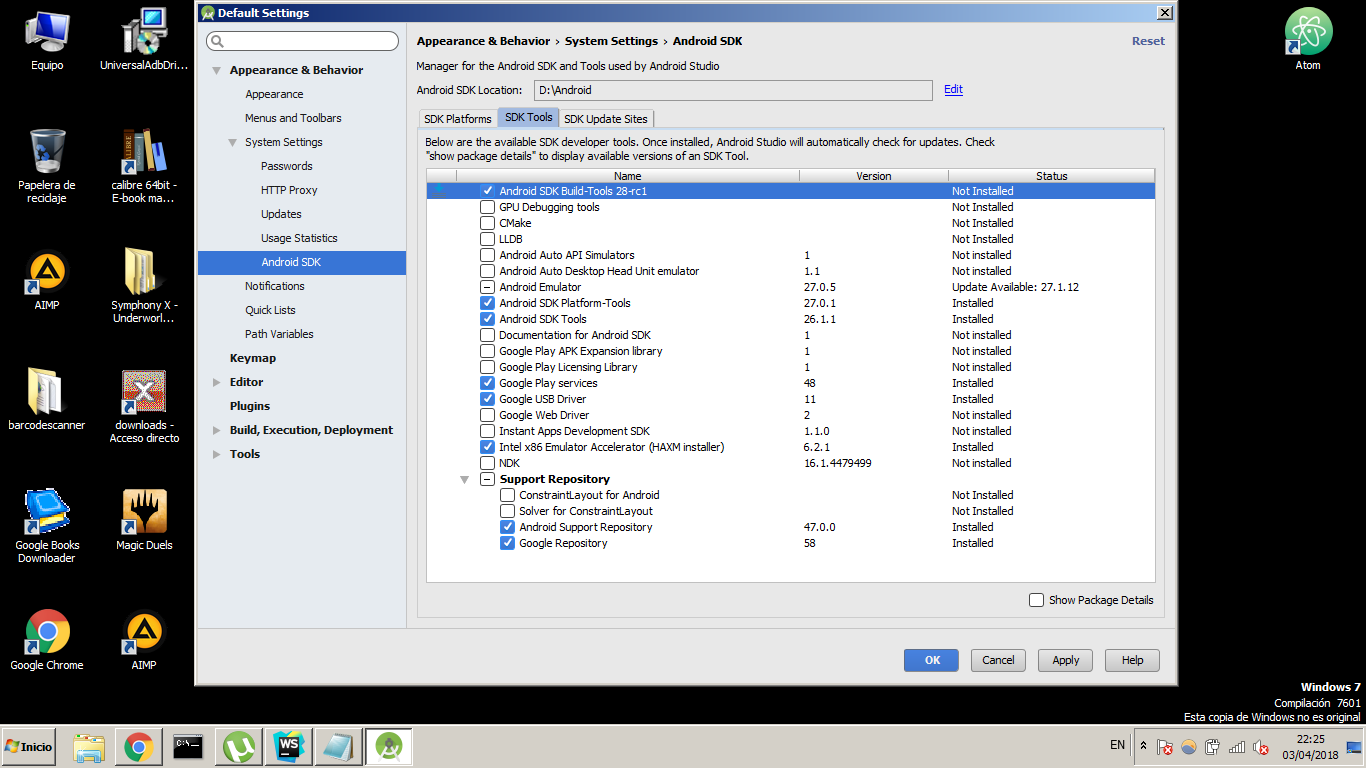 Equipo
UniversalAdbDri...
Papelera de
reciclaje
calibre 64bit -
E-book ma...
AIMP
Symphony X -
Underworl...
barcodescanner
downloads -
Acceso directo
Google Books
Downloader
Magic Duels
Google Chrome
AIMP
Atom
Default Settings
Appearance & Behavior
Appearance
Menus and Toolbars
System Settings
Passwords
HTTP Proxy
Updates
Usage Statistics
Android SDK
Notifications
Quick Lists
Path Variables
Keymap
Editor
Plugins
Build, Execution, Deployment
Tools
Appearance & Behavior › System Settings › Android SDK
Reset
Manager for the Android SDK and Tools used by Android Studio
Android SDK Location: D:\Android Edit
SDK Platforms SDK Tools SDK Update Sites
Below are the available SDK developer tools. Once installed, Android Studio will automatically check for updates. Check
"show package details" to display available versions of an SDK Tool.
Name Version Status
Android SDK Build-Tools 28-rc1 Not Installed
GPU Debugging tools Not Installed
CMake Not Installed
LLDB Not Installed
Android Auto API Simulators 1 Not installed
Android Auto Desktop Head Unit emulator 1.1 Not installed
Android Emulator 27.0.5 Update Available: 27.1.12
Android SDK Platform-Tools 27.0.1 Installed
Android SDK Tools 26.1.1 Installed
Documentation for Android SDK 1 Not installed
Google Play APK Expansion library 1 Not installed
Google Play Licensing Library 1 Not installed
Google Play services 48 Installed
Google USB Driver 11 Installed
Google Web Driver 2 Not installed
Instant Apps Development SDK 1.1.0 Not installed
Intel x86 Emulator Accelerator (HAXM installer) 6.2.1 Installed
NDK 16.1.4479499 Not installed
Support Repository
ConstraintLayout for Android Not Installed
Solver for ConstraintLayout Not Installed
Android Support Repository 47.0.0 Installed
Google Repository 58 Installed
Show Package Details
OK Cancel Apply Help
Windows 7
Compilación 7601
Esta copia de Windows no es original
Inicio
C:\
WS
EN
22:25
03/04/2018